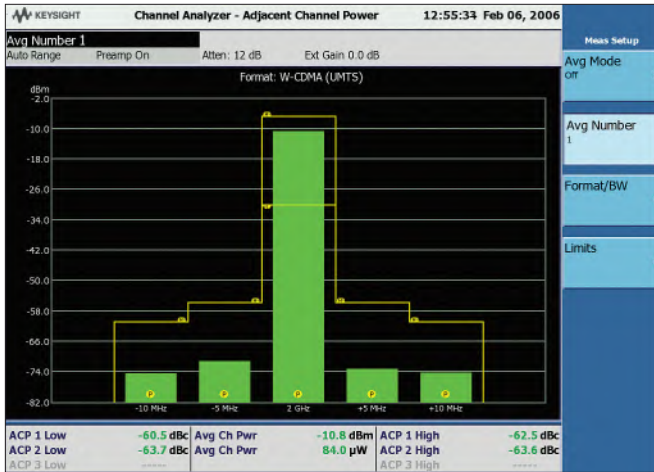 KEYSIGHT Channel Analyzer - Adjacent Channel Power 12:55:37 Feb 06, 2006
Avg Number 1
Auto Range Preamp On Atten: 12 dB Ext Gain 0.0 dB
Meas Setup
Avg Mode
Off
Avg Number
1
Format/BW
Limits
Format: W-CDMA (UMTS)
dBm
-2.0
-10.0
-18.0
-26.0
-34.0
-42.0
-50.0
-58.0
-66.0
-74.0
-82.0
P P P P P
-10 MHz -5 MHz 2 GHz +5 MHz +10 MHz
ACP 1 Low -60.5 dBc Avg Ch Pwr -10.8 dBm ACP 1 High -62.5 dBc
ACP 2 Low -63.7 dBc Avg Ch Pwr 84.0 µW ACP 2 High -63.6 dBc
ACP 3 Low ----- ACP 3 High -----